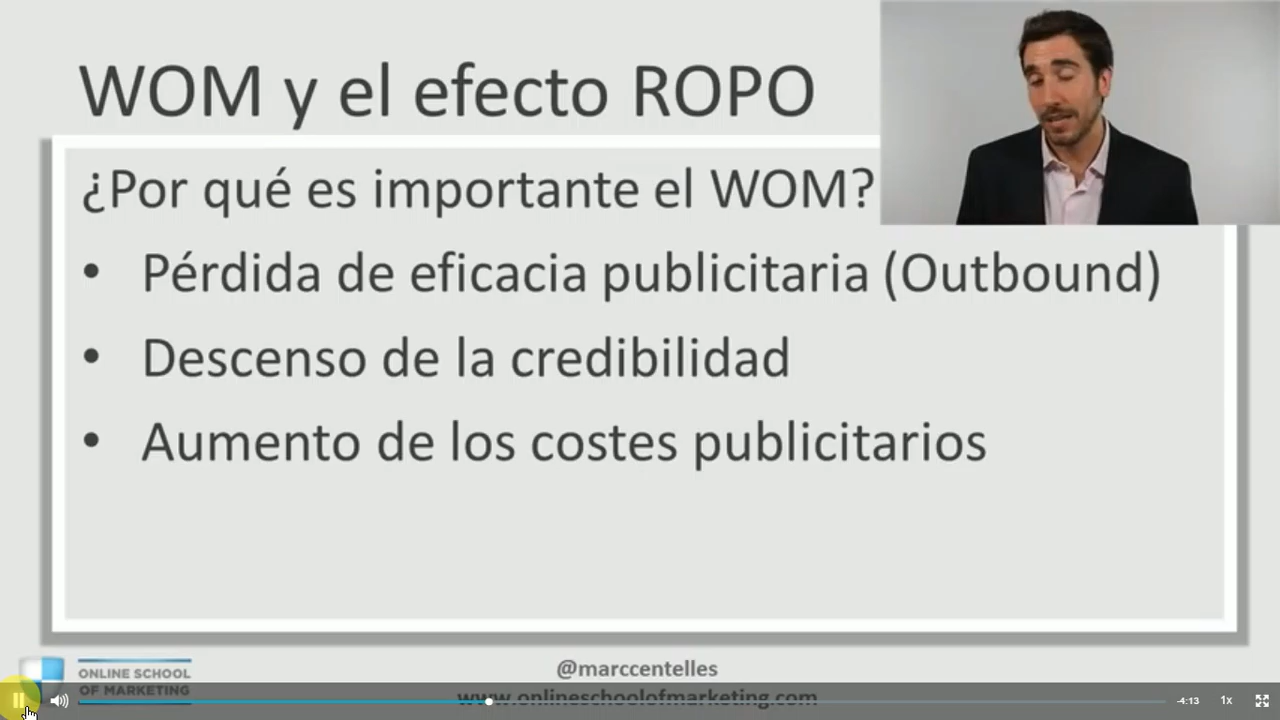 WOM y el efecto ROPO
¿Por qué es importante el WOM?
• Pérdida de eficacia publicitaria (Outbound)
• Descenso de la credibilidad
• Aumento de los costes publicitarios
ONLINE SCHOOL
OF MARKETING
@marccentelles
www.onlineschoolofmarketing.com
-4:13
1x